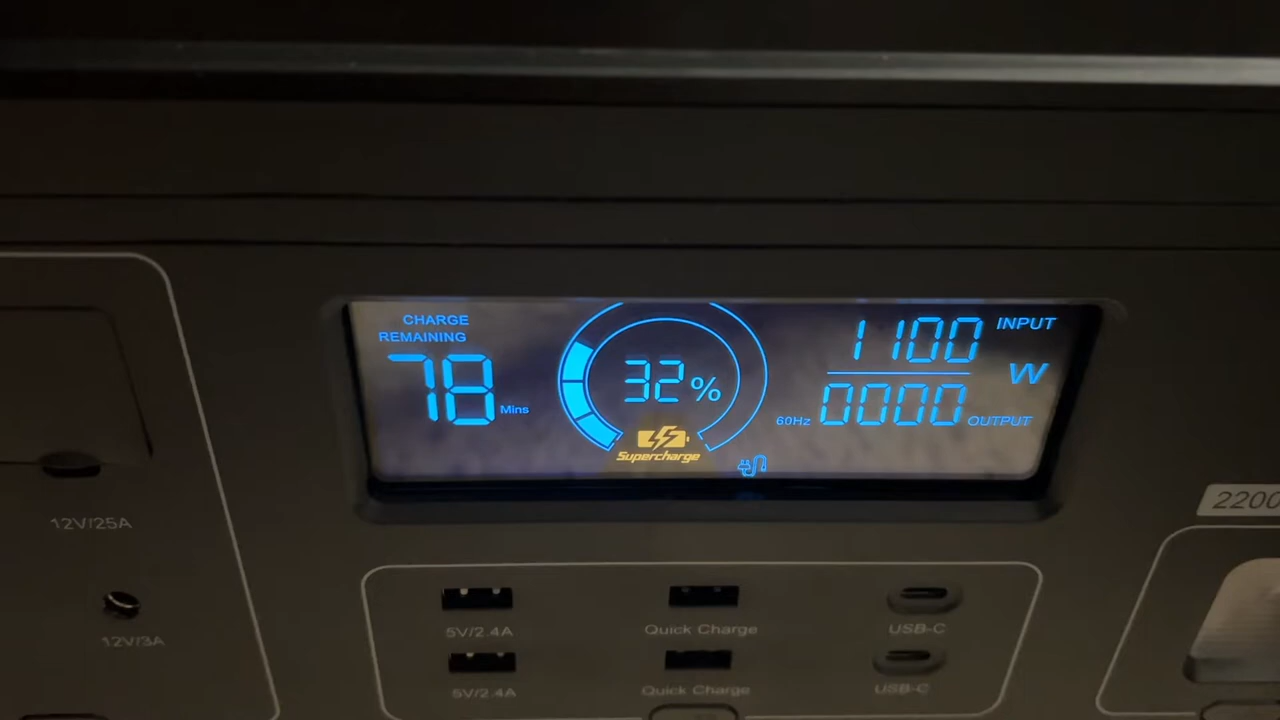 CHARGE
REMAINING
78 Mins
32%
Supercharge
1100 INPUT
W
60Hz 0000 OUTPUT
2200
12V/25A
12V/3A
5V/2.4A
Quick Charge
USB-C
5V/2.4A
Quick Charge
USB-C